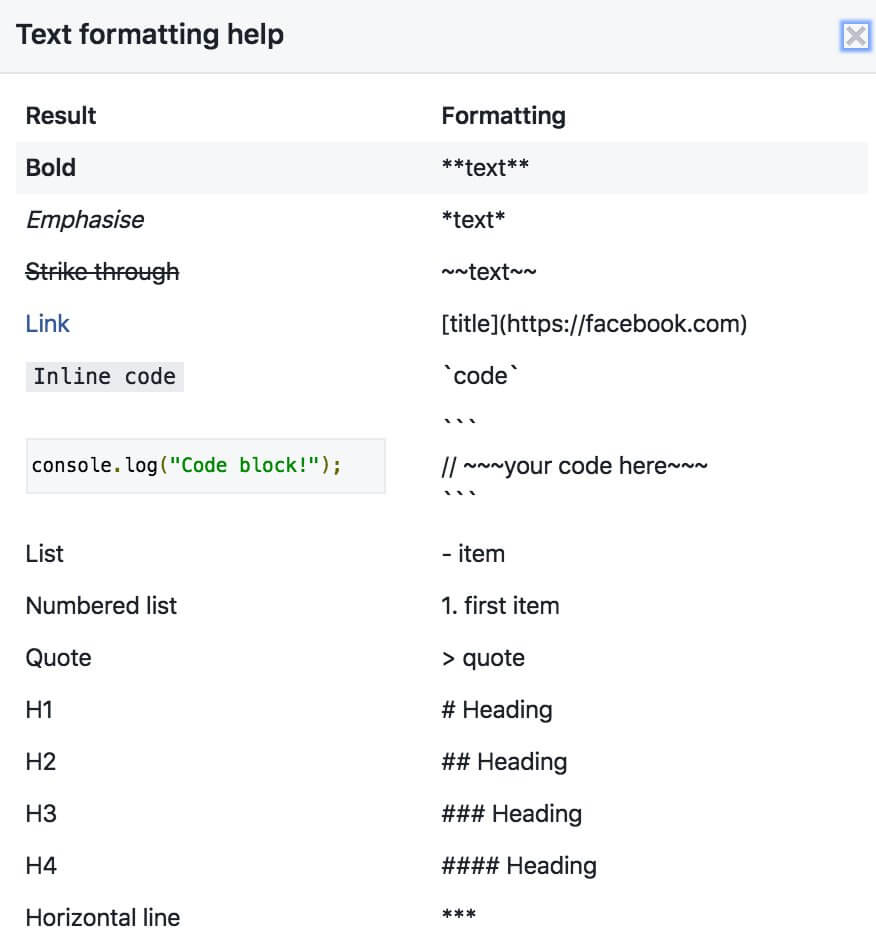 Text formatting help
Result Formatting
Bold **text**
Emphasise *text*
Strike through ~~text~~
Link [title](https://facebook.com)
Inline code `code`
```
console.log("Code block!"); // ~~~your code here~~~
```
List - item
Numbered list 1. first item
Quote > quote
H1 # Heading
H2 ## Heading
H3 ### Heading
H4 #### Heading
Horizontal line ***